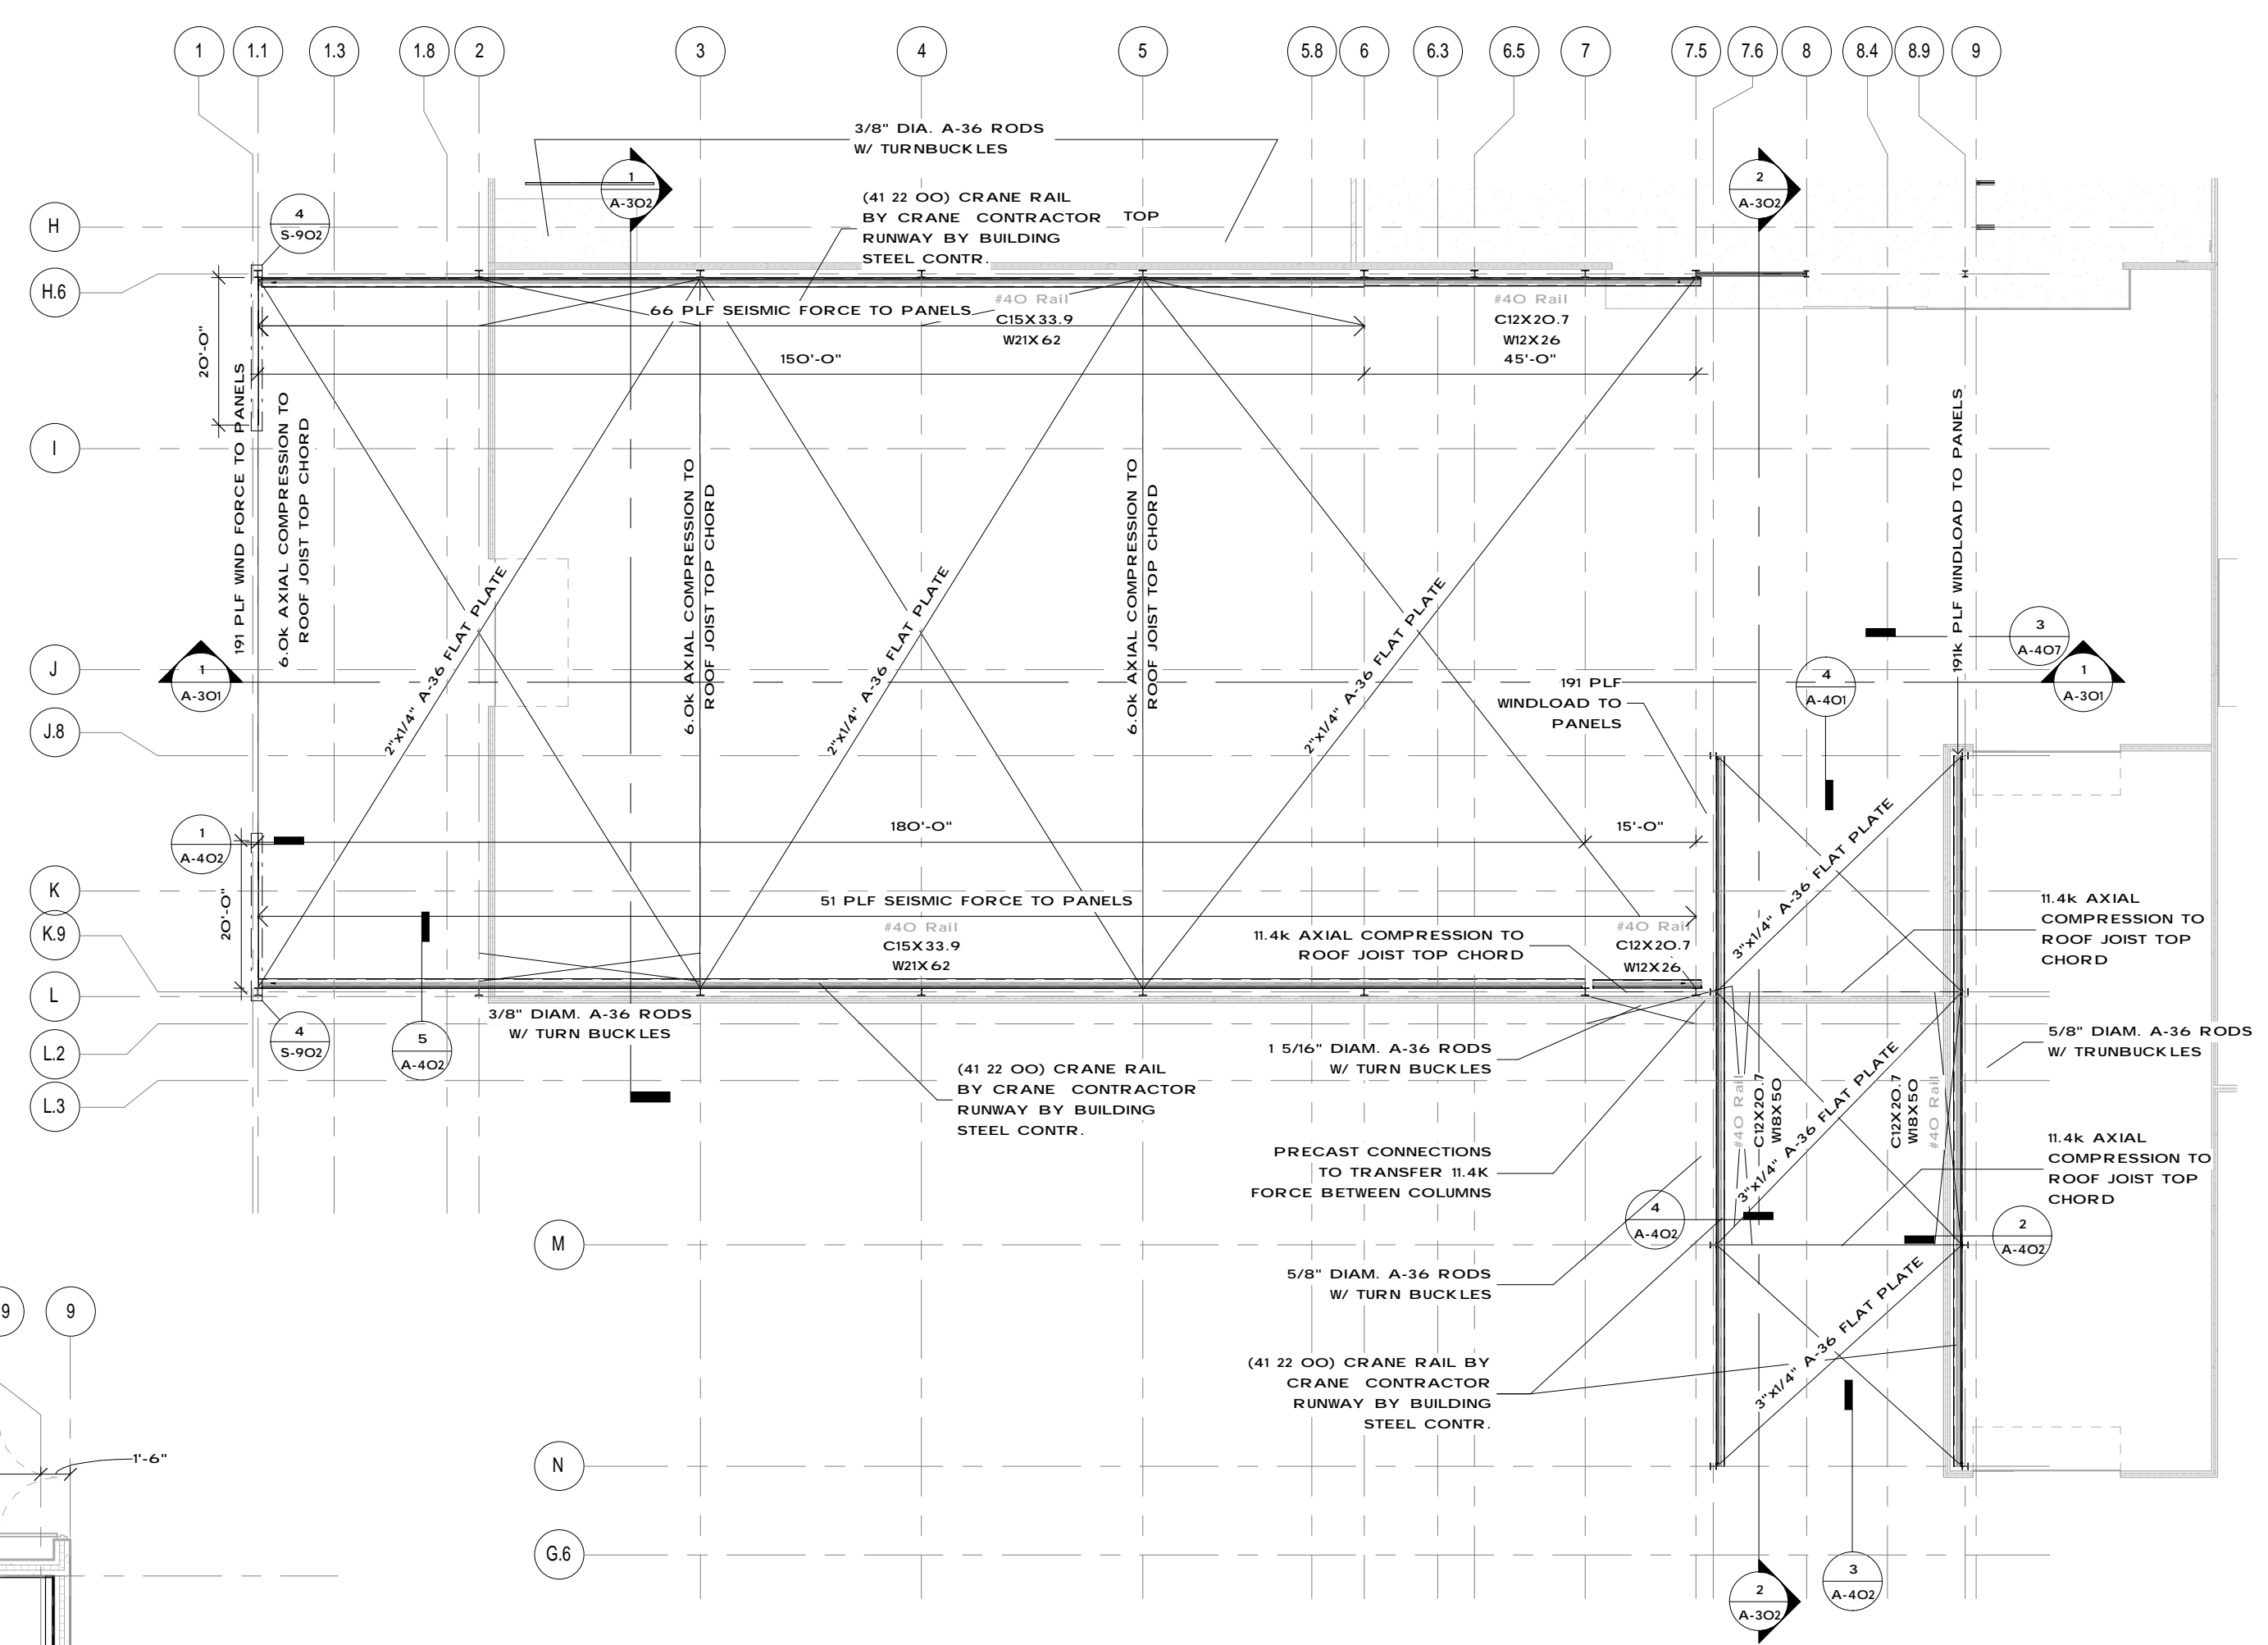 1
1.1
1.3
1.8
2
3
4
5
5.8
6
6.3
6.5
7
7.5
7.6
8
8.4
8.9
9
3/8" DIA. A-36 RODS
W/ TURNBUCKLES
1
A-302
2
A-302
(41 22 00) CRANE RAIL
BY CRANE CONTRACTOR TOP
RUNWAY BY BUILDING
STEEL CONTR.
H
4
S-902
H.6
#40 Rail
66 PLF SEISMIC FORCE TO PANELS
C15X33.9
W21X62
#40 Rail
C12X20.7
W12X26
20'-0"
150'-0"
45'-0"
I
191 PLF WIND FORCE TO PANELS
6.0k AXIAL COMPRESSION TO
ROOF JOIST TOP CHORD
6.0k AXIAL COMPRESSION TO
ROOF JOIST TOP CHORD
6.0k AXIAL COMPRESSION TO
ROOF JOIST TOP CHORD
191k PLF WINDLOAD TO PANELS
2"x1/4" A-36 FLAT PLATE
2"x1/4" A-36 FLAT PLATE
2"x1/4" A-36 FLAT PLATE
3
A-407
J
1
A-301
191 PLF
WINDLOAD TO
PANELS
4
A-401
1
A-301
J.8
1
A-402
180'-0"
15'-0"
3"x1/4" A-36 FLAT PLATE
K
20'-0"
51 PLF SEISMIC FORCE TO PANELS
#40 Rail
C15X33.9
W21X62
11.4k AXIAL COMPRESSION TO
ROOF JOIST TOP CHORD
#40 Rail
C12X20.7
W12X26
11.4k AXIAL
COMPRESSION TO
ROOF JOIST TOP
CHORD
K.9
L
3/8" DIAM. A-36 RODS
W/ TURN BUCKLES
4
S-902
5
A-402
L.2
1 5/16" DIAM. A-36 RODS
W/ TURN BUCKLES
5/8" DIAM. A-36 RODS
W/ TRUNBUCKLES
(41 22 00) CRANE RAIL
BY CRANE CONTRACTOR
RUNWAY BY BUILDING
STEEL CONTR.
L.3
#40 Rail
C12X20.7
W18X50
3"x1/4" A-36 FLAT PLATE
C12X20.7
W18X50
#40 Rail
PRECAST CONNECTIONS
TO TRANSFER 11.4K
FORCE BETWEEN COLUMNS
11.4k AXIAL
COMPRESSION TO
ROOF JOIST TOP
CHORD
4
A-402
2
A-402
M
5/8" DIAM. A-36 RODS
W/ TURN BUCKLES
3"x1/4" A-36 FLAT PLATE
9
9
(41 22 00) CRANE RAIL BY
CRANE CONTRACTOR
RUNWAY BY BUILDING
STEEL CONTR.
1'-6"
N
G.6
2
A-302
3
A-402